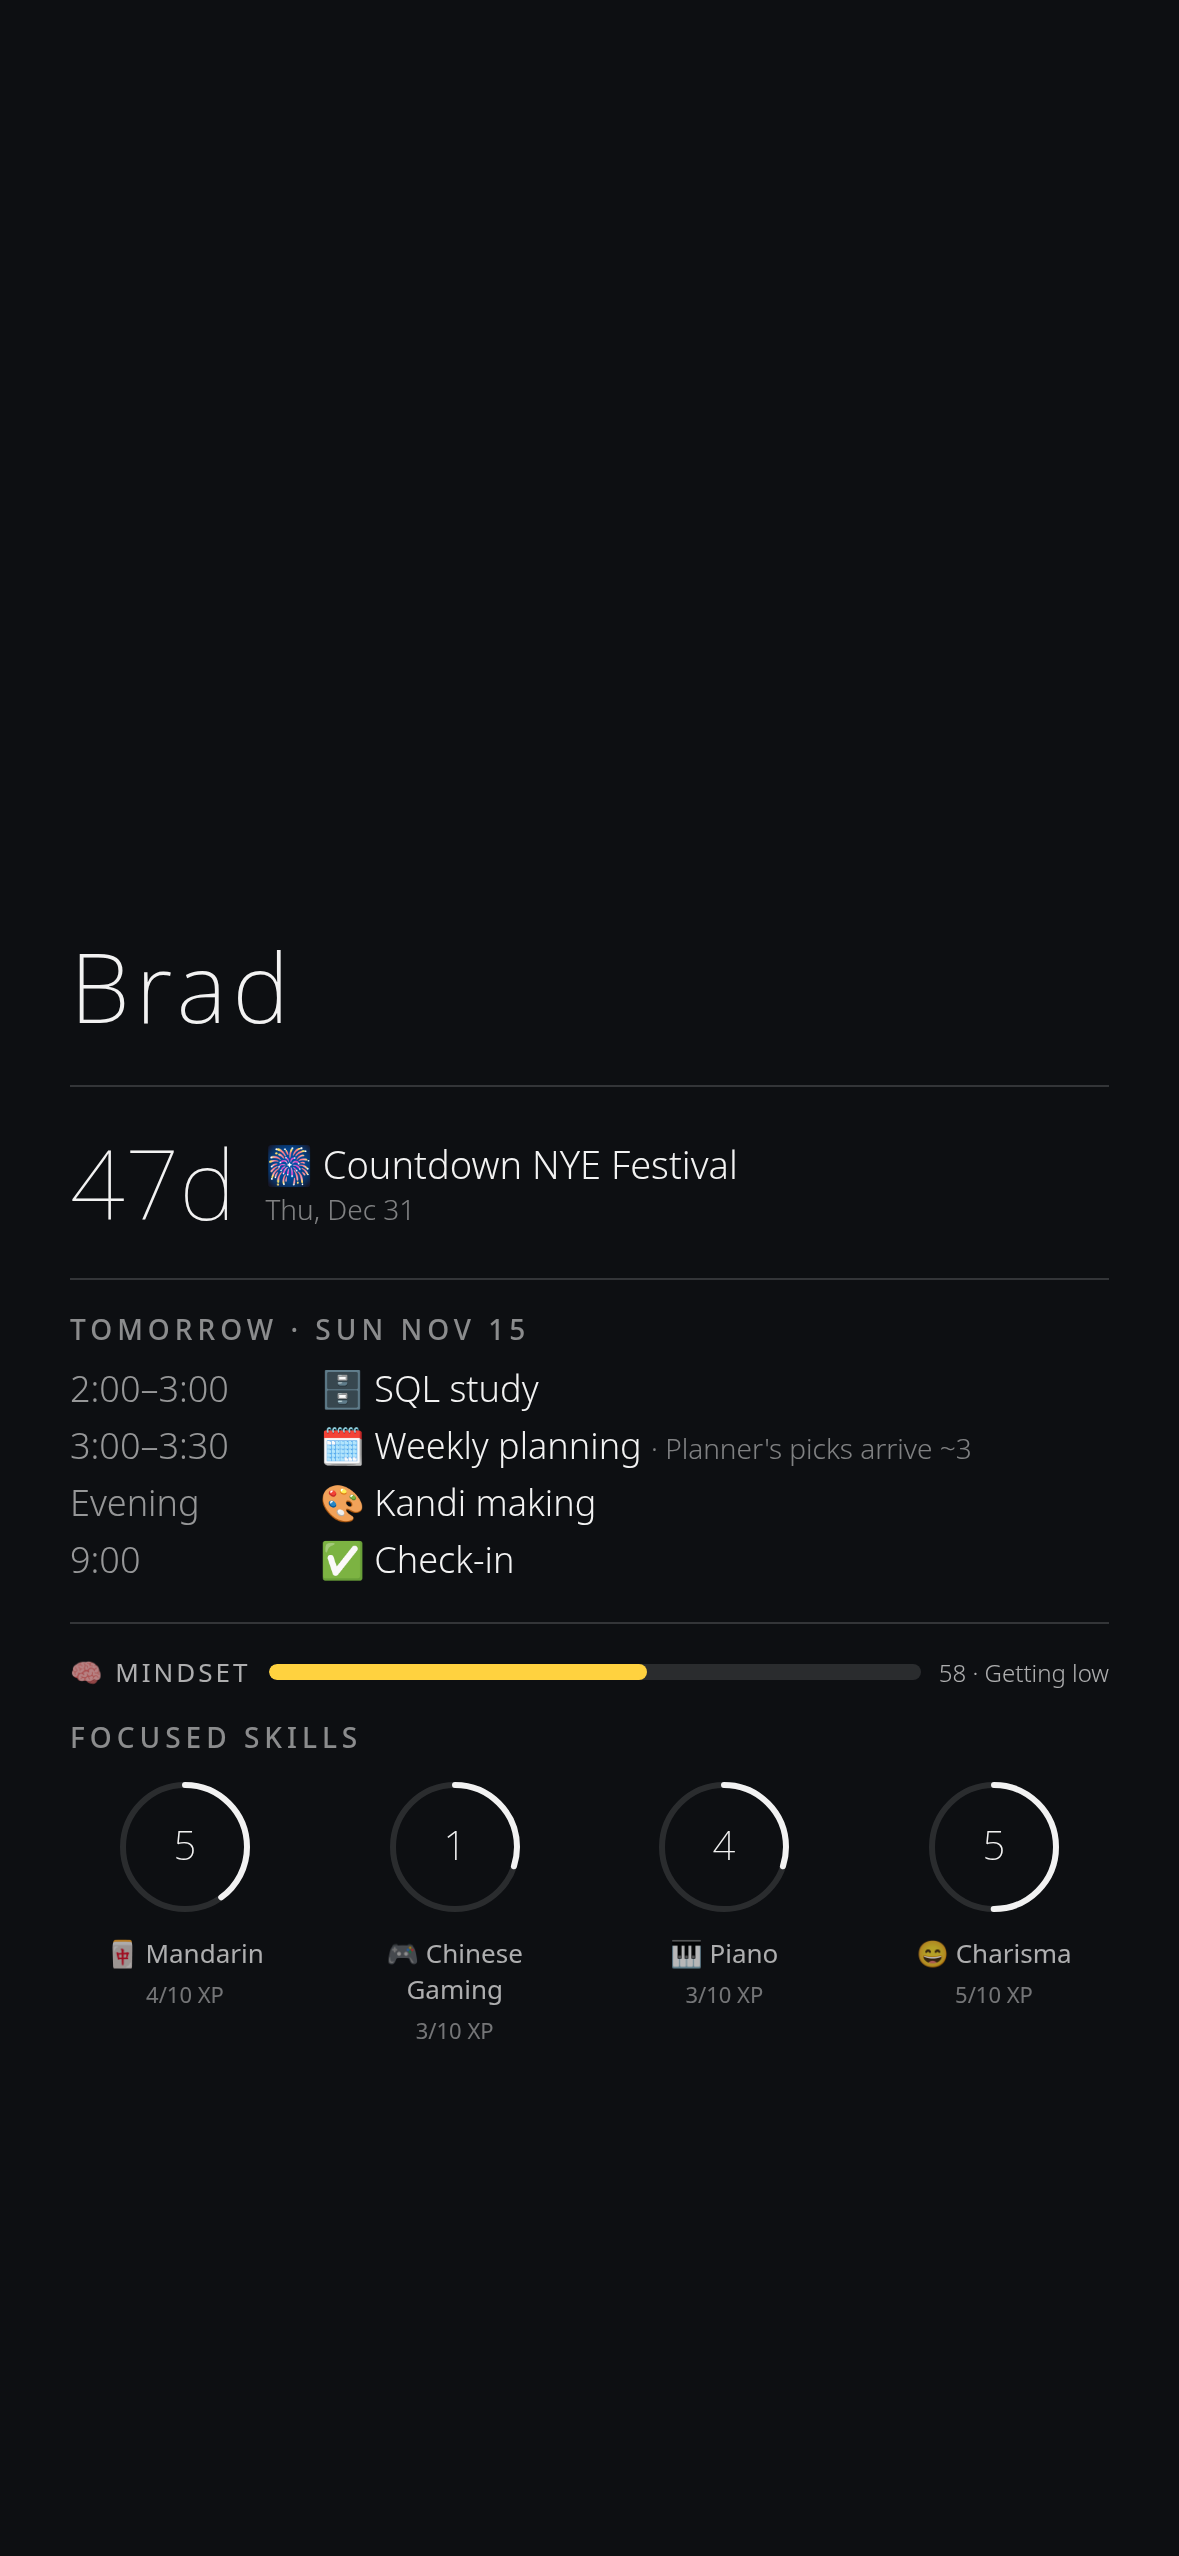 Brad
47d
🎆 Countdown NYE Festival
Thu, Dec 31
TOMORROW · SUN NOV 15
2:00–3:00 🗄️ SQL study
3:00–3:30 🗓️ Weekly planning · Planner's picks arrive ~3
Evening 🎨 Kandi making
9:00 ✅ Check-in
🧠 MINDSET 58 · Getting low
FOCUSED SKILLS
5 1 4 5
🀄 Mandarin 🎮 Chinese Gaming 🎹 Piano 😄 Charisma
4/10 XP 3/10 XP 3/10 XP 5/10 XP